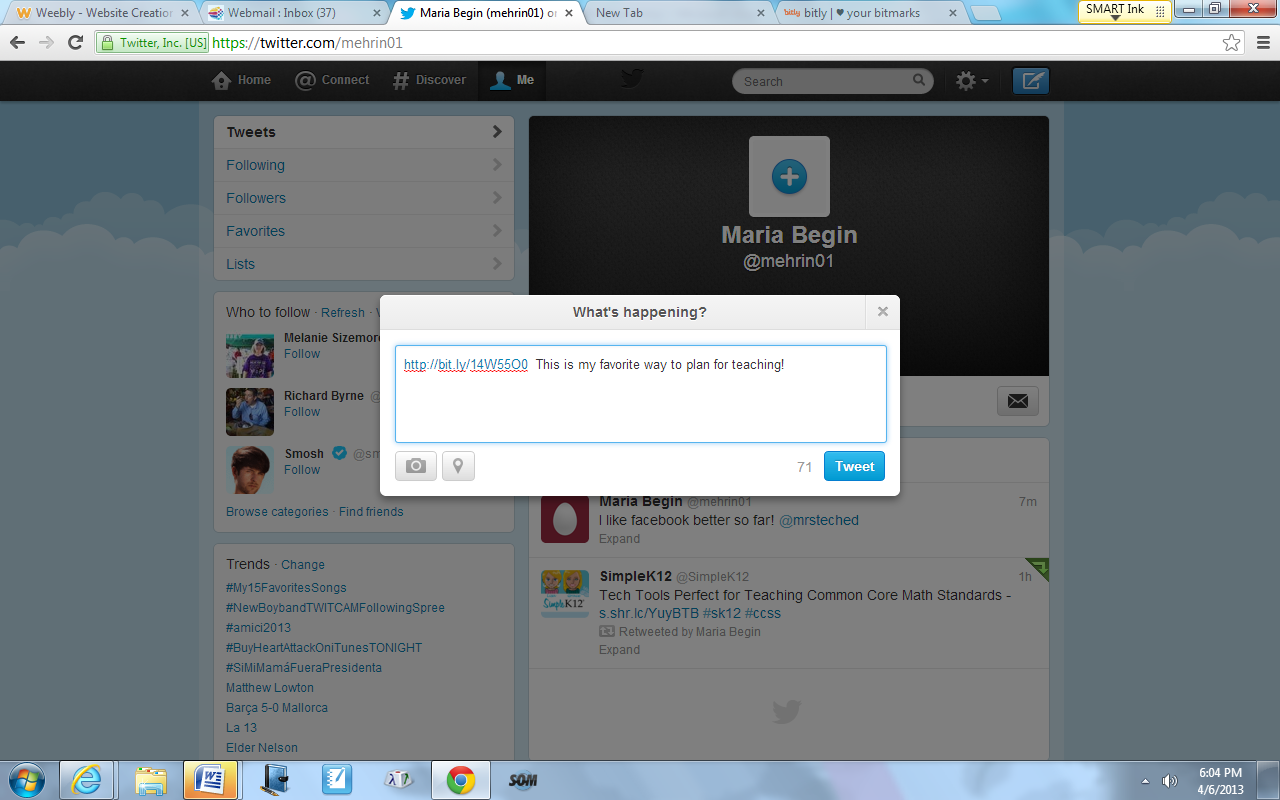 Weebly - Website Creation
Webmail : Inbox (37)
Maria Begin (mehrin01) o
New Tab
bitly | ♥ your bitmarks
SMART Ink
Twitter, Inc. [US] https://twitter.com/mehrin01
Home
Connect
Discover
Me
Search
Tweets
Following
Followers
Favorites
Lists
Maria Begin
@mehrin01
Who to follow · Refresh ·
Melanie Sizemore
Follow
Richard Byrne @
Follow
Smosh @sm
Follow
Browse categories · Find friends
What's happening?
http://bit.ly/14W55O0 This is my favorite way to plan for teaching!
71
Tweet
Maria Begin @mehrin01 7m
I like facebook better so far! @mrsteched
Expand
SimpleK12 @SimpleK12 1h
Tech Tools Perfect for Teaching Common Core Math Standards -
s.shr.lc/YuyBTB #sk12 #ccss
Retweeted by Maria Begin
Expand
Simple K12
Trends · Change
#My15FavoritesSongs
#NewBoybandTWITCAMFollowingSpree
#amici2013
#BuyHeartAttackOniTunesTONIGHT
#SiMiMamáFueraPresidenta
Matthew Lowton
Barça 5-0 Mallorca
La 13
Elder Nelson
SOM
6:04 PM
4/6/2013